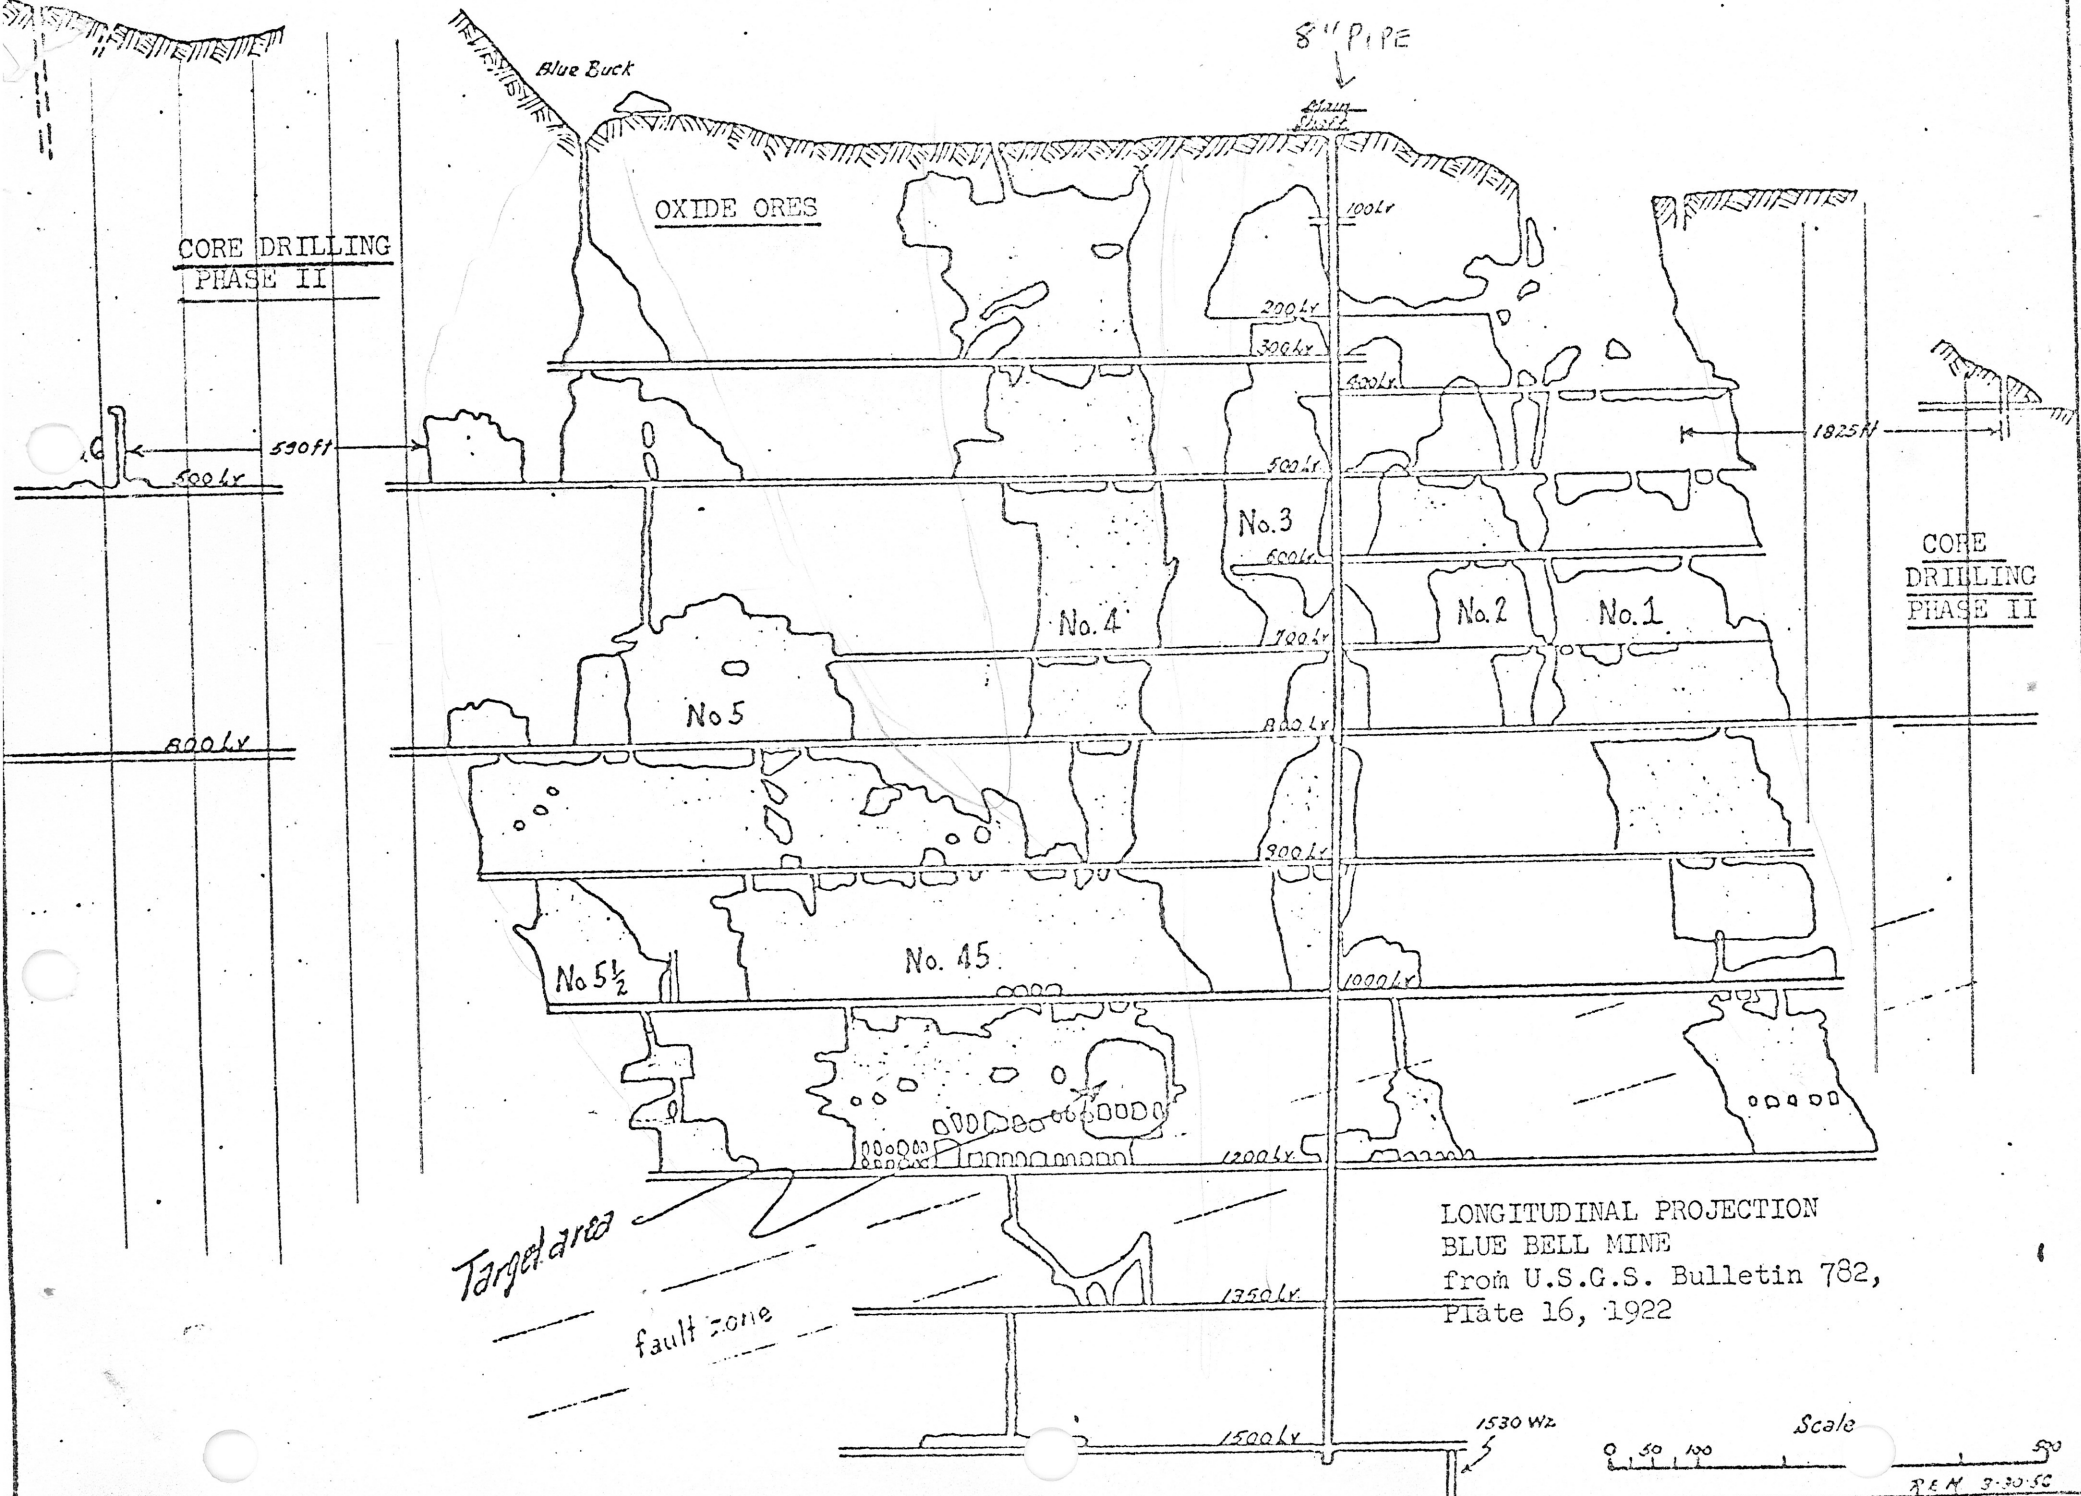 8" PIPE
Blue Buck
Main
Shaft
OXIDE ORES
100 Lv
CORE DRILLING
PHASE II
200 Lv
300 Lv
400 Lv
590 ft
1825 ft
500 Lv
500 Lv
No. 3
CORE
DRILLING
PHASE II
600 Lv
No. 4
No. 2
No. 1
700 Lv
No 5
800 Lv
800 Lv
900 Lv
No 5½
No. 45
1000 Lv
1200 Lv
Target area
LONGITUDINAL PROJECTION
BLUE BELL MINE
from U.S.G.S. Bulletin 782,
Plate 16, 1922
1350 Lv
fault zone
1500 Lv
1530 Wz
Scale
0 50 100 500